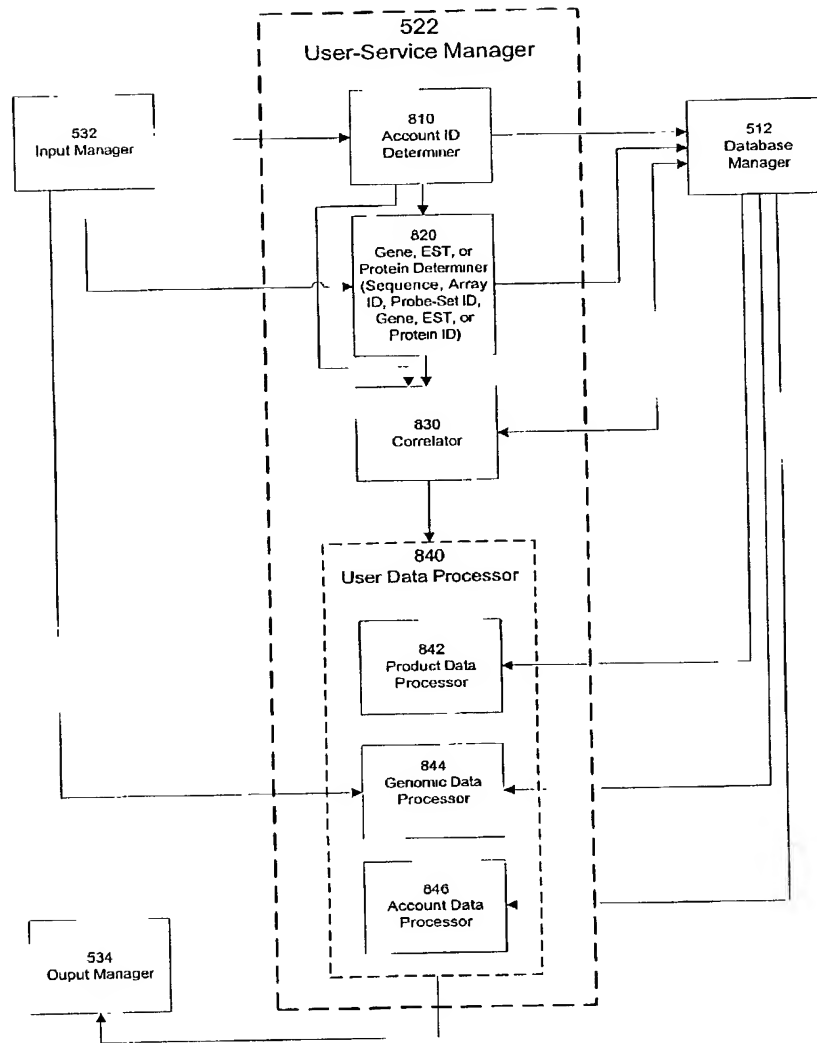 522
User-Service Manager
532
Input Manager
810
Account ID
Determiner
512
Database
Manager
820
Gene, EST, or
Protein Determiner
(Sequence, Array
ID, Probe-Set ID,
Gene, EST, or
Protein ID)
830
Correlator
840
User Data Processor
842
Product Data
Processor
844
Genomic Data
Processor
846
Account Data
Processor
534
Ouput Manager